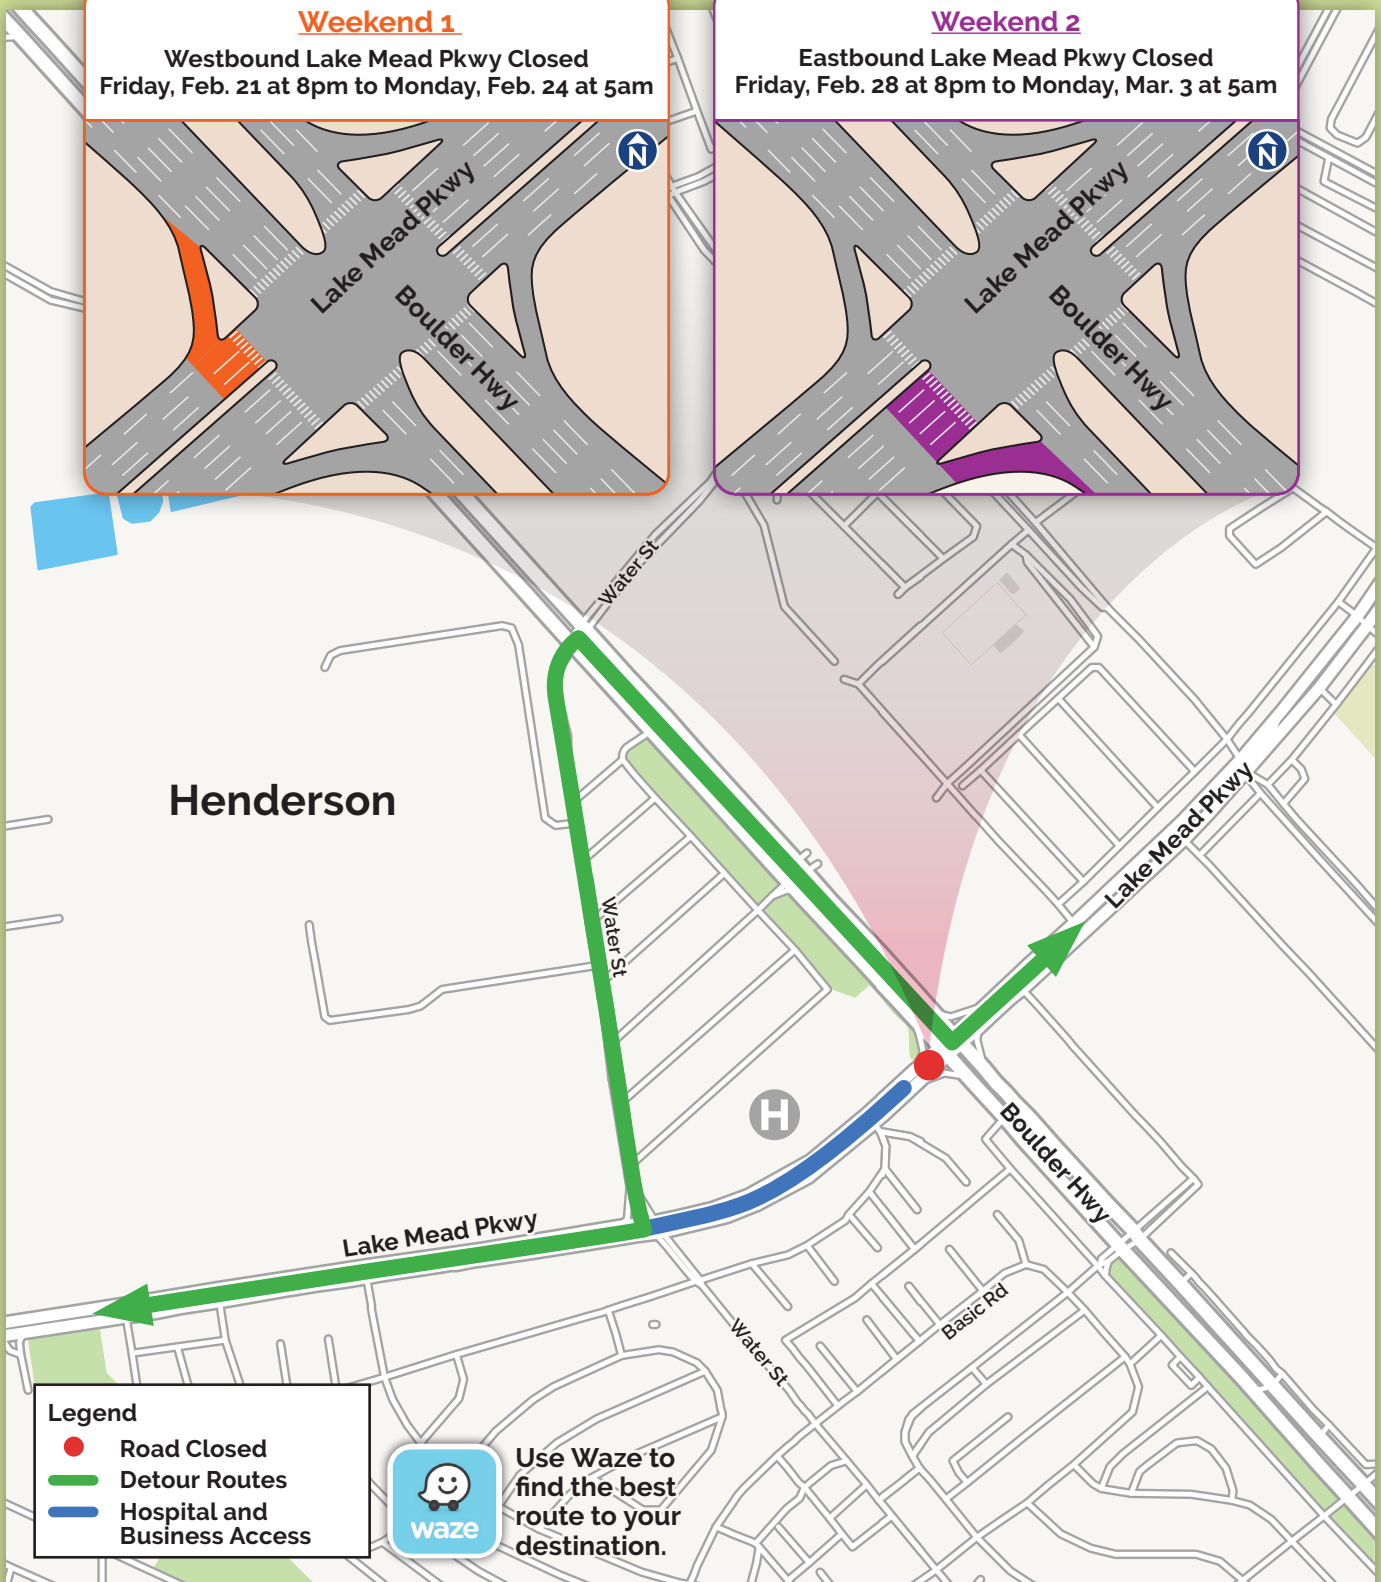 Weekend 1
Westbound Lake Mead Pkwy Closed
Friday, Feb. 21 at 8pm to Monday, Feb. 24 at 5am
N
Lake Mead Pkwy
Boulder Hwy
Weekend 2
Eastbound Lake Mead Pkwy Closed
Friday, Feb. 28 at 8pm to Monday, Mar. 3 at 5am
N
Lake Mead Pkwy
Boulder Hwy
Water St
Henderson
Lake Mead Pkwy
Water St
H
Boulder Hwy
Lake Mead Pkwy
Basic Rd
Water St
Legend
Road Closed
Detour Routes
Hospital and
Business Access
waze
Use Waze to
find the best
route to your
destination.